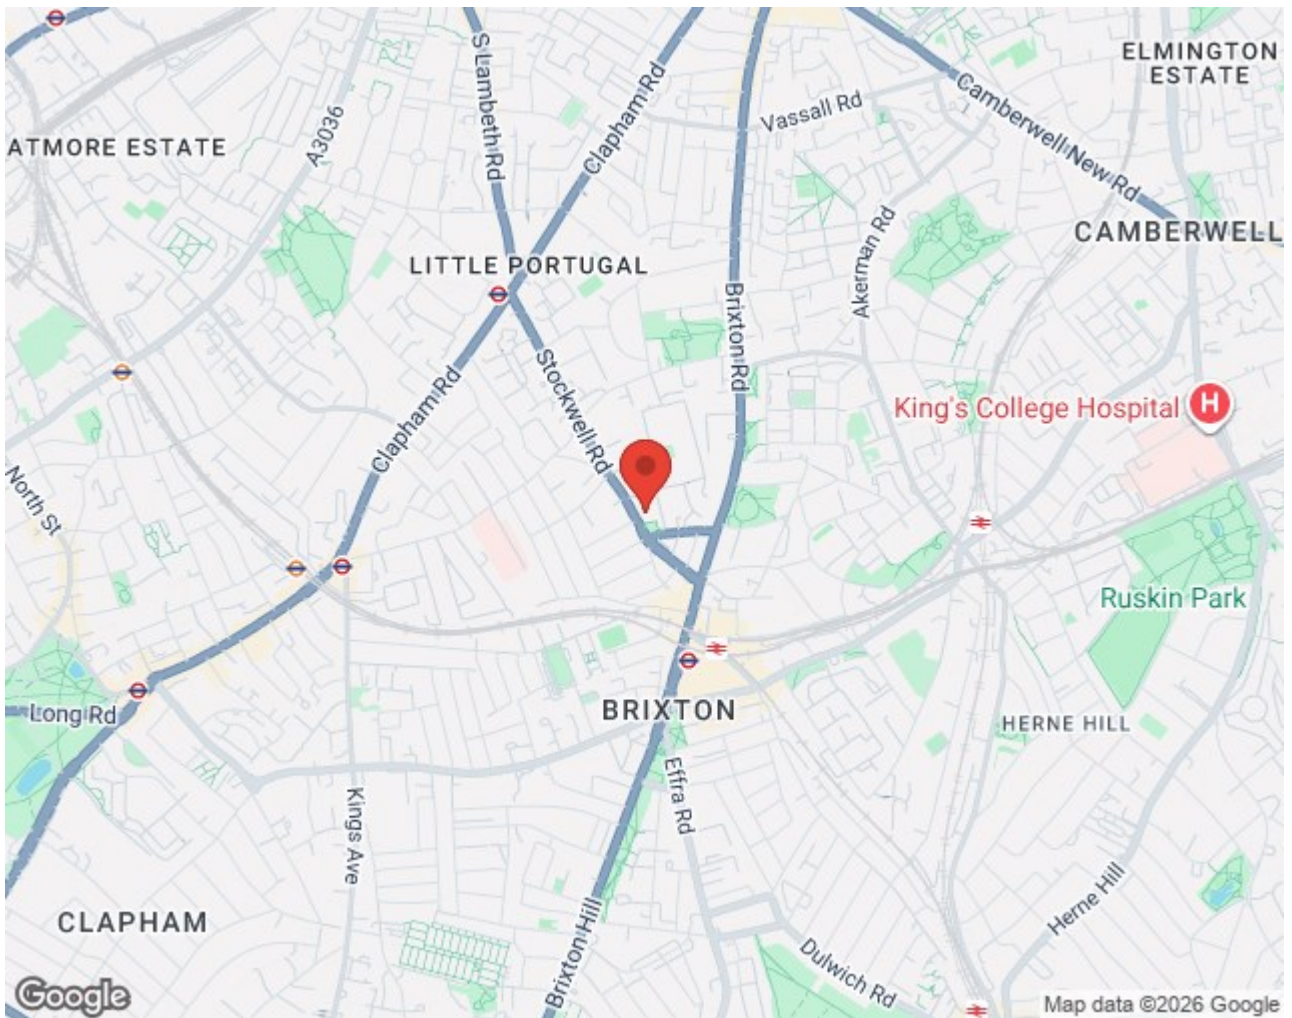 S Lambeth Rd
Clapham Rd
ELMINGTON
ESTATE
Camberwell New Rd
Vassall Rd
A3036
ATMORE ESTATE
Akerman Rd
CAMBERWELL
LITTLE PORTUGAL
Brixton Rd
Stockwell Rd
Clapham Rd
King's College Hospital
H
North St
Ruskin Park
Long Rd
BRIXTON
HERNE HILL
Effra Rd
Kings Ave
Herne Hill
CLAPHAM
Brixton Hill
Dulwich Rd
Google
Map data ©2026 Google